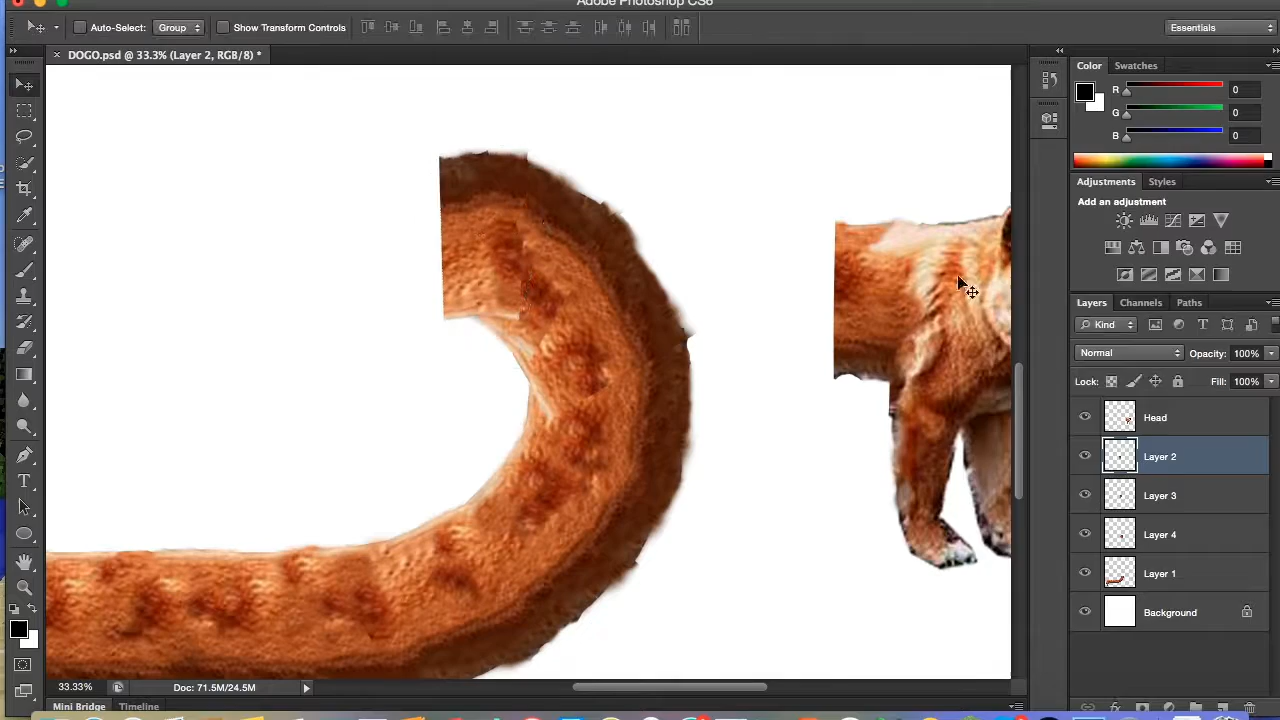 Adobe Photoshop CS6
Auto-Select: Group Show Transform Controls Essentials
× DOGO.psd @ 33.3% (Layer 2, RGB/8) *
Color Swatches
R 0
G 0
B 0
Adjustments Styles
Add an adjustment
Layers Channels Paths
Kind
Normal Opacity: 100%
Lock: Fill: 100%
Head
Layer 2
Layer 3
Layer 4
Layer 1
Background
33.33% Doc: 71.5M/24.5M
Mini Bridge Timeline